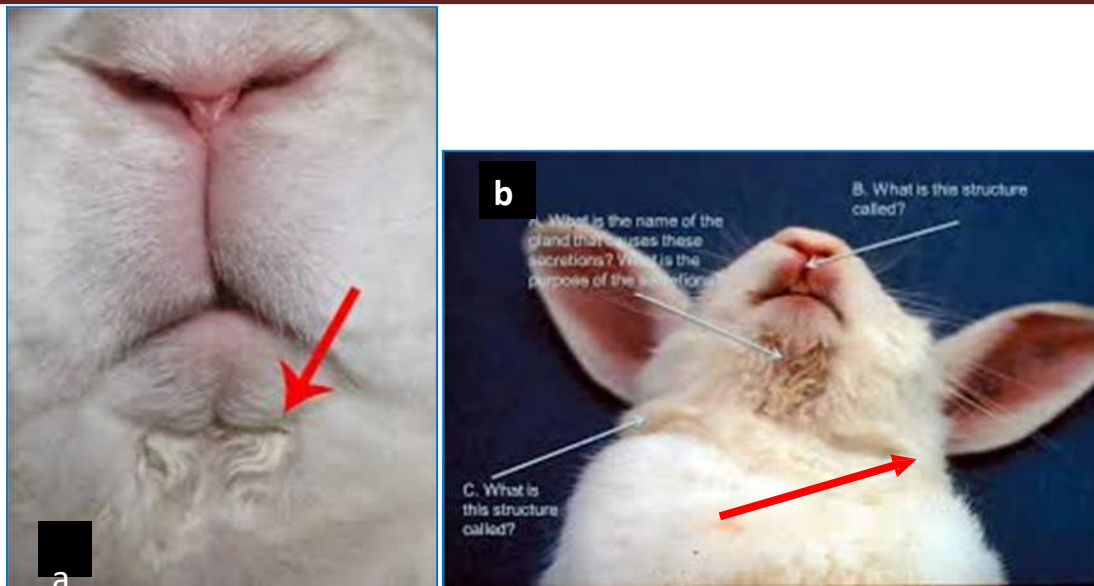 a
b
A. What is the name of the
gland that causes these
secretions? What is the
purpose of the secretions
B. What is this structure
called?
C. What is
this structure
called?